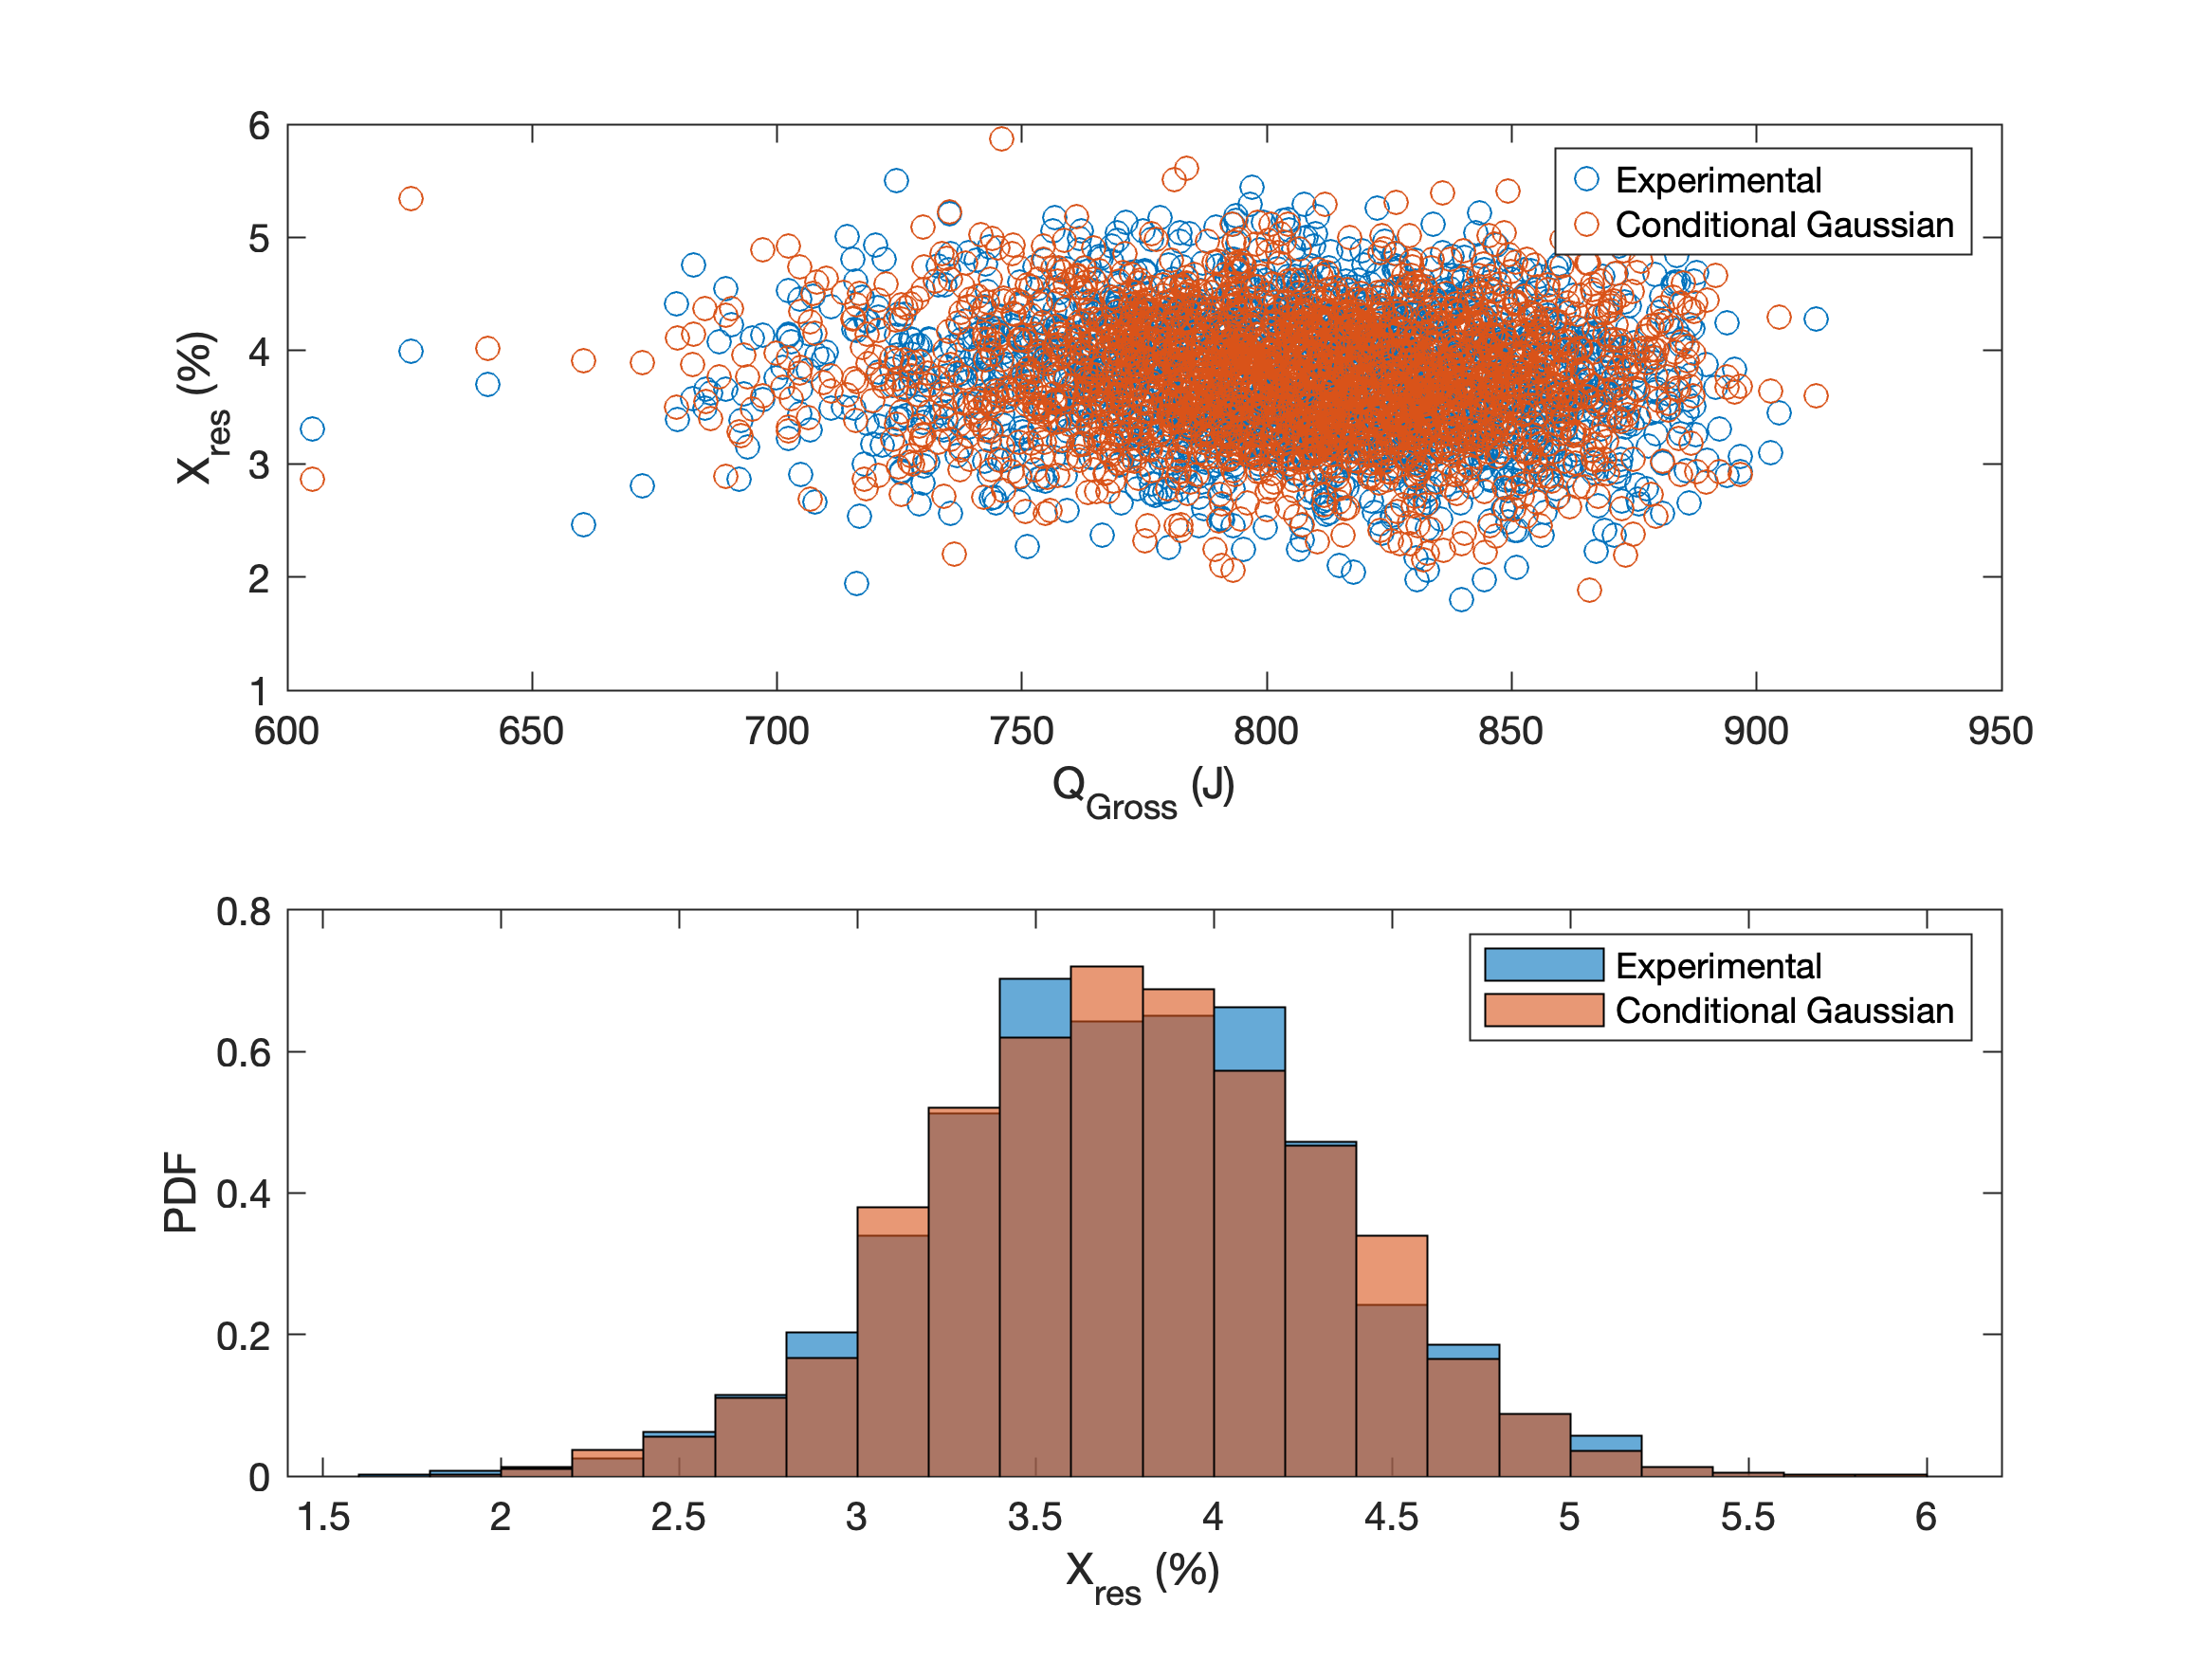 6
5
4
3
2
1
X_res (%)
600 650 700 750 800 850 900 950
Q_Gross (J)
Experimental
Conditional Gaussian
0.8
0.6
0.4
0.2
0
PDF
1.5 2 2.5 3 3.5 4 4.5 5 5.5 6
X_res (%)
Experimental
Conditional Gaussian